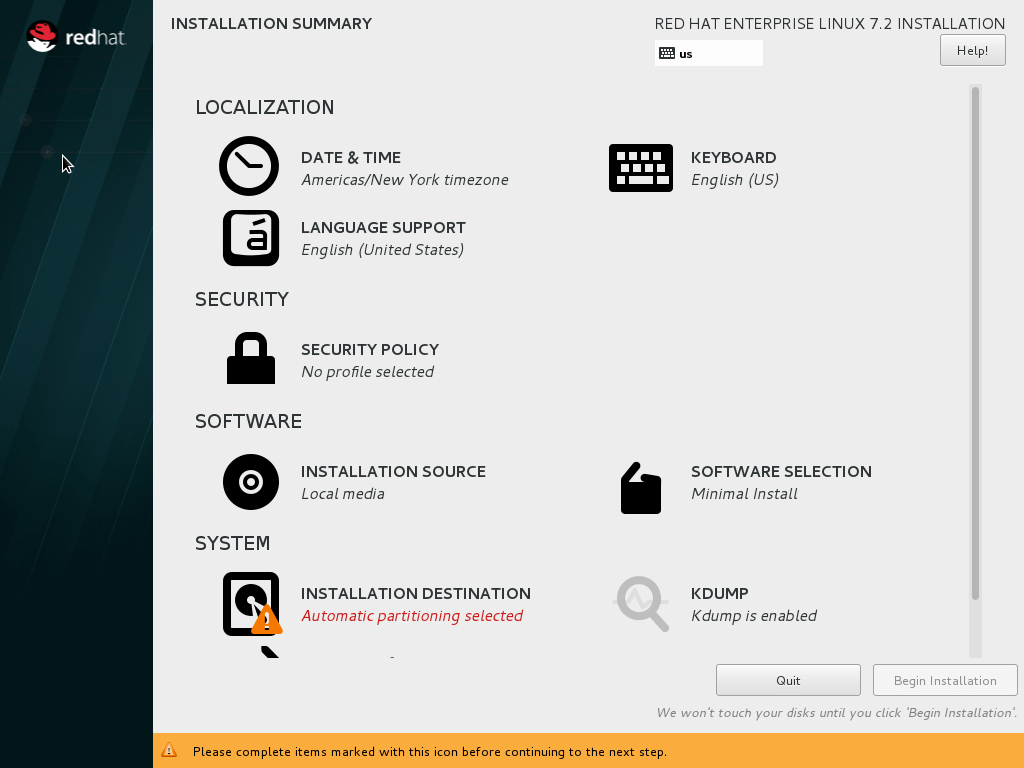 redhat.
INSTALLATION SUMMARY
RED HAT ENTERPRISE LINUX 7.2 INSTALLATION
us
Help!
LOCALIZATION
DATE & TIME
Americas/New York timezone
KEYBOARD
English (US)
á
LANGUAGE SUPPORT
English (United States)
SECURITY
SECURITY POLICY
No profile selected
SOFTWARE
INSTALLATION SOURCE
Local media
SOFTWARE SELECTION
Minimal Install
SYSTEM
INSTALLATION DESTINATION
Automatic partitioning selected
KDUMP
Kdump is enabled
Quit
Begin Installation
We won't touch your disks until you click 'Begin Installation'.
Please complete items marked with this icon before continuing to the next step.